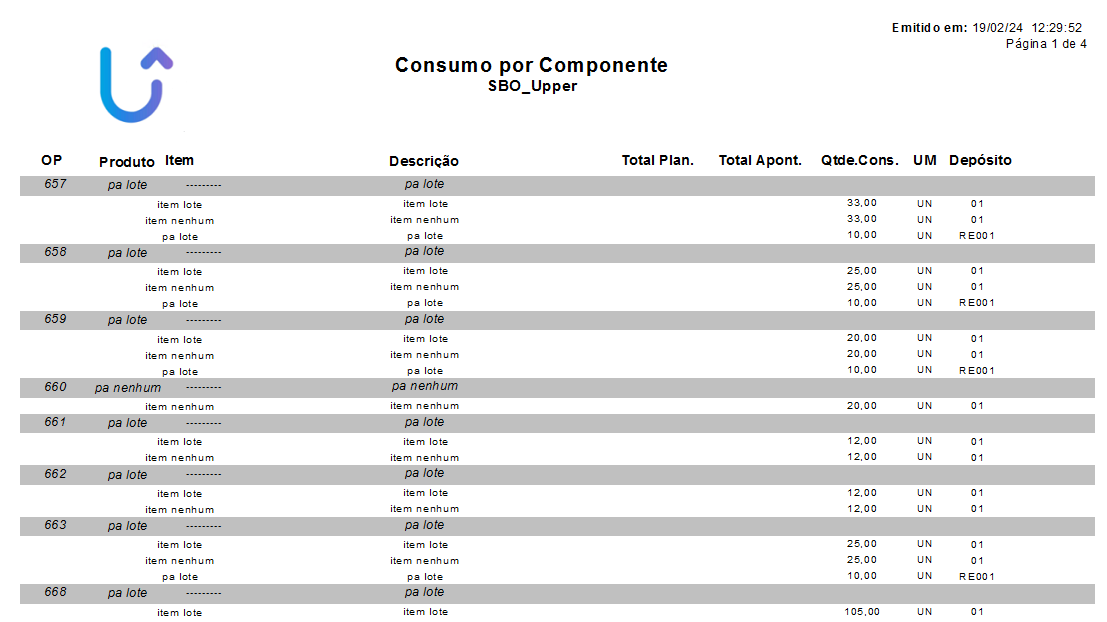 Emitido em: 19/02/24 12:29:52
Página 1 de 4
Consumo por Componente
SBO_Upper
OP Produto Item Descrição Total Plan. Total Apont. Qtde.Cons. UM Depósito
657 pa lote --------- pa lote
item lote item lote 33,00 UN 01
item nenhum item nenhum 33,00 UN 01
pa lote pa lote 10,00 UN RE001
658 pa lote --------- pa lote
item lote item lote 25,00 UN 01
item nenhum item nenhum 25,00 UN 01
pa lote pa lote 10,00 UN RE001
659 pa lote --------- pa lote
item lote item lote 20,00 UN 01
item nenhum item nenhum 20,00 UN 01
pa lote pa lote 10,00 UN RE001
660 pa nenhum --------- pa nenhum
item nenhum item nenhum 20,00 UN 01
661 pa lote --------- pa lote
item lote item lote 12,00 UN 01
item nenhum item nenhum 12,00 UN 01
662 pa lote --------- pa lote
item lote item lote 12,00 UN 01
item nenhum item nenhum 12,00 UN 01
663 pa lote --------- pa lote
item lote item lote 25,00 UN 01
item nenhum item nenhum 25,00 UN 01
pa lote pa lote 10,00 UN RE001
668 pa lote --------- pa lote
item lote item lote 105,00 UN 01